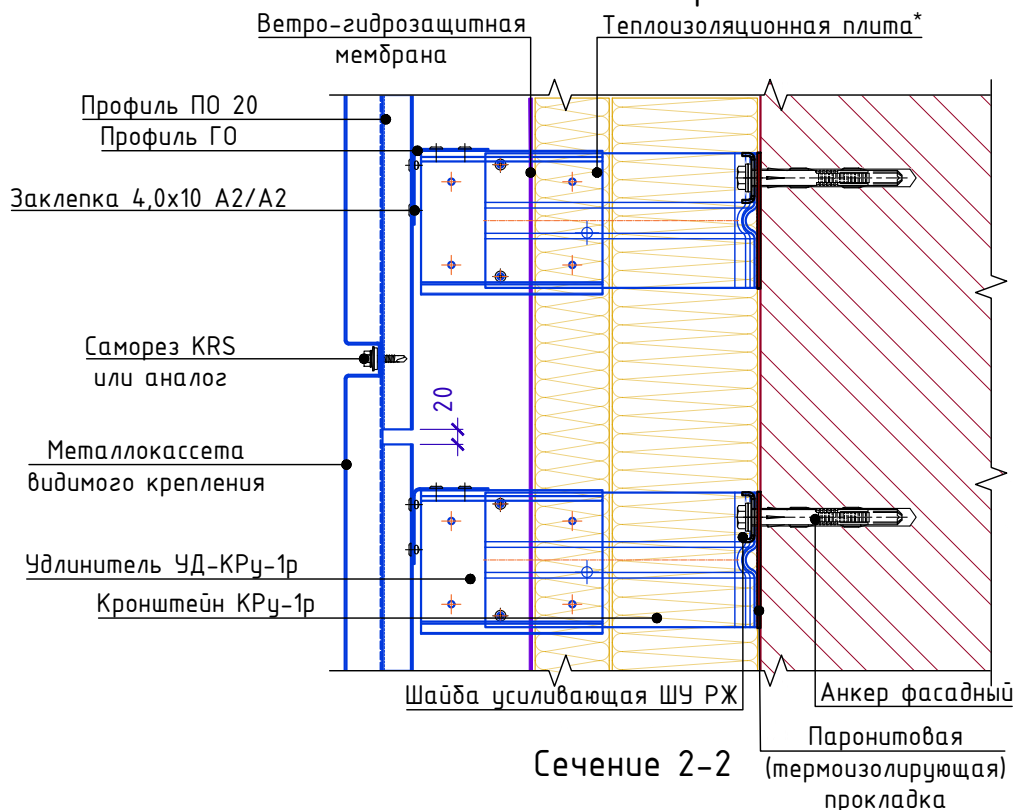 Ветро-гидрозащитная
мембрана
Теплоизоляционная плита*
Профиль ПО 20
Профиль ГО
Заклепка 4,0х10 А2/А2
Саморез KRS
или аналог
20
Металлокассета
видимого крепления
Удлинитель УД-КРу-1р
Кронштейн КРу-1р
Шайба усиливающая ШУ РЖ
Анкер фасадный
Сечение 2-2
Паронитовая
(термоизолирующая)
прокладка